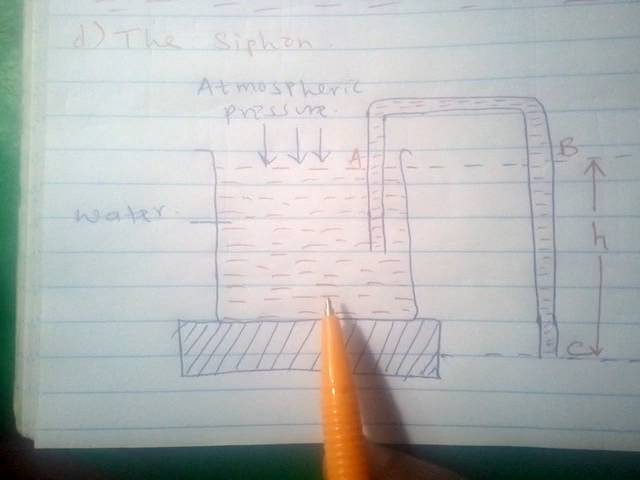 d) The Siphon.
Atmospheric
pressure.
A
B
water.
h
C